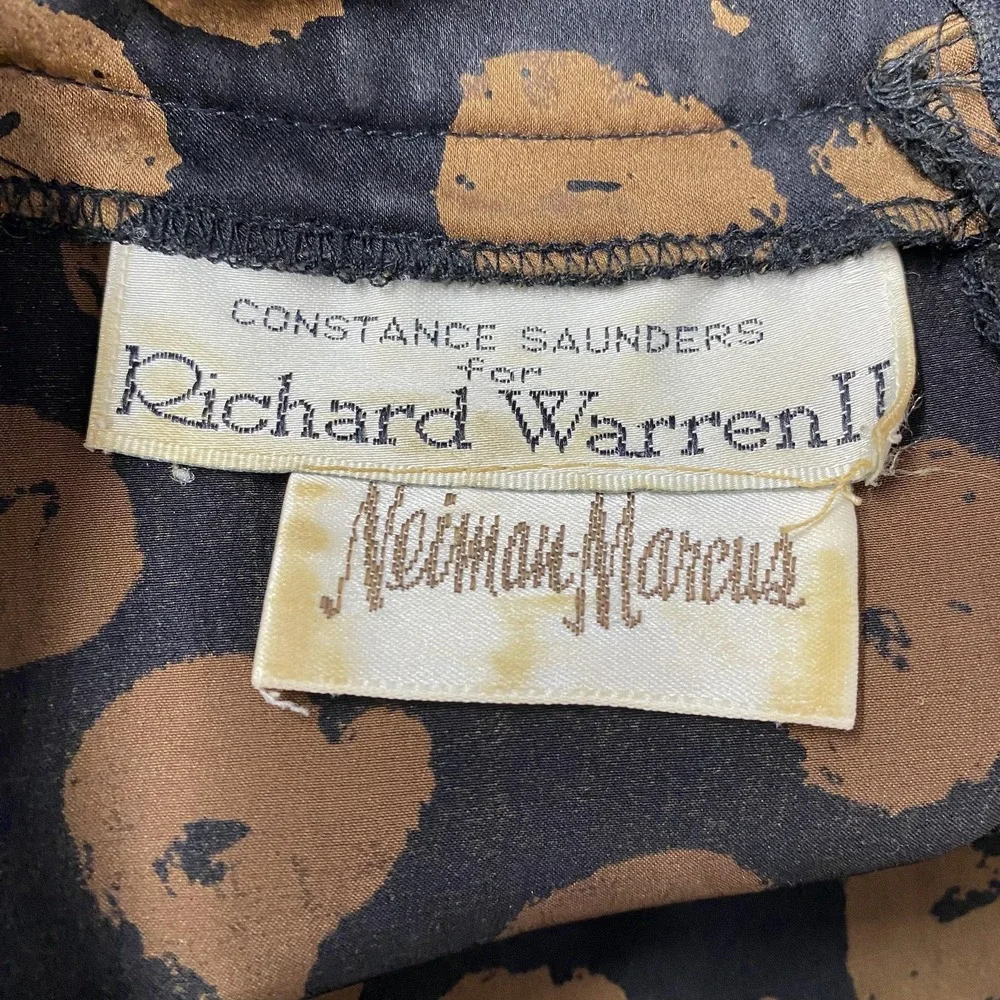 CONSTANCE SAUNDERS
for
Richard Warren II
Neiman-Marcus